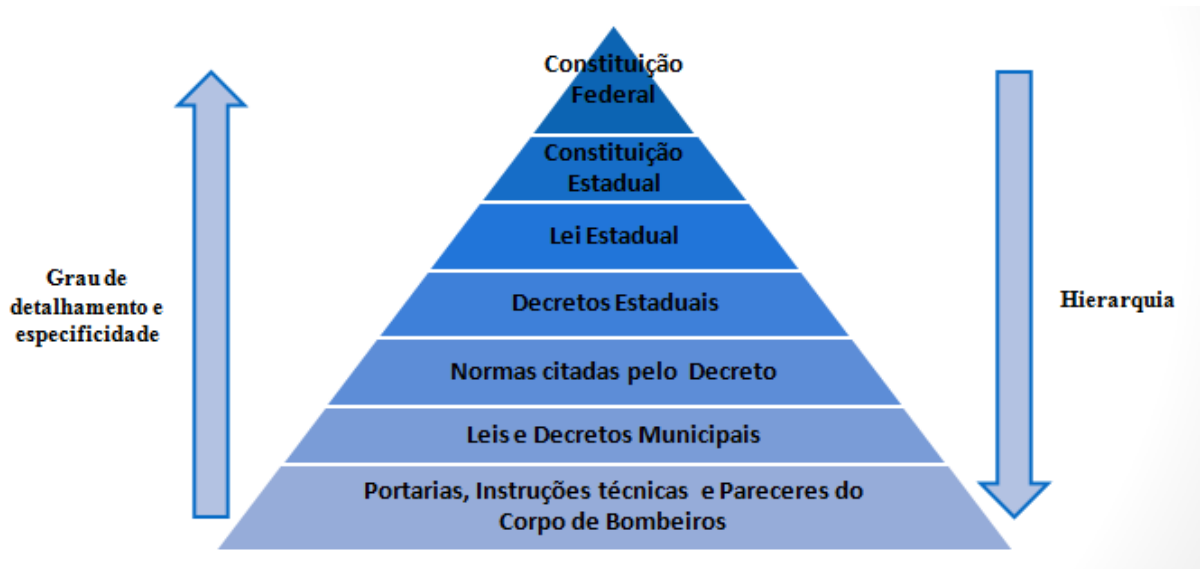 Constituição
Federal
Constituição
Estadual
Lei Estadual
Decretos Estaduais
Normas citadas pelo Decreto
Leis e Decretos Municipais
Portarias, Instruções técnicas e Pareceres do
Corpo de Bombeiros
Grau de
detalhamento e
especificidade
Hierarquia